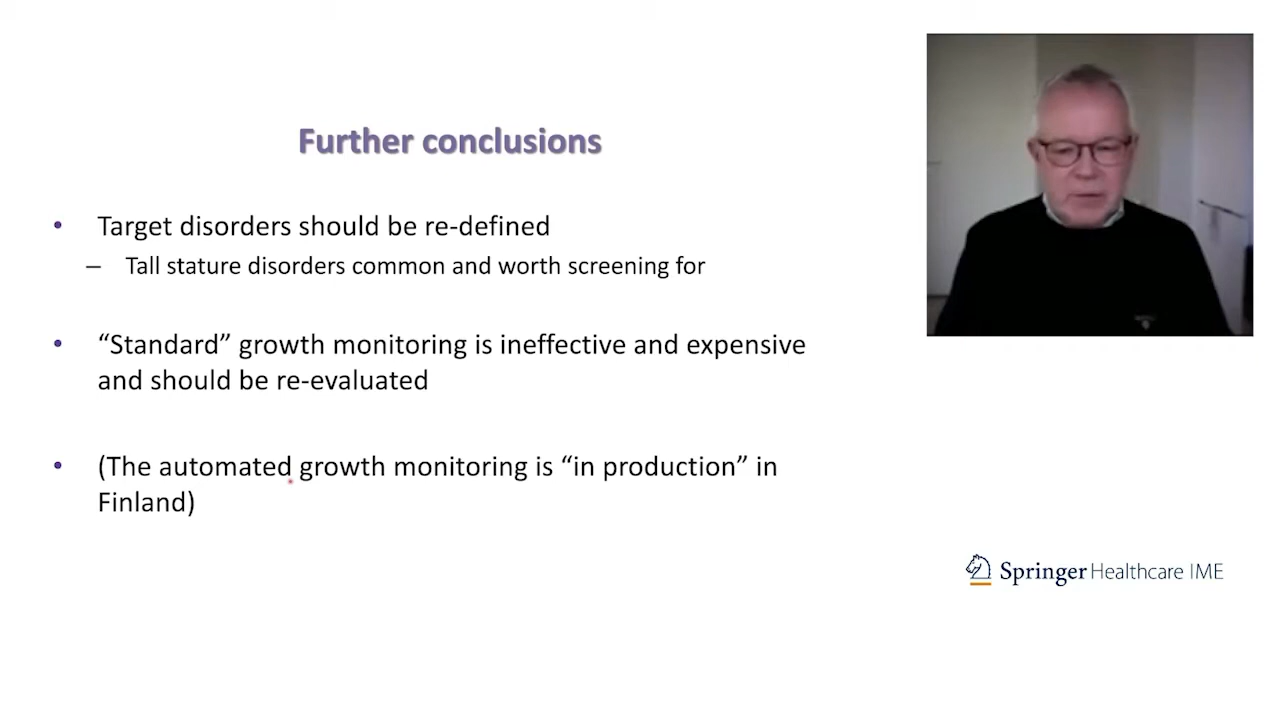 Further conclusions
• Target disorders should be re-defined
– Tall stature disorders common and worth screening for
• “Standard” growth monitoring is ineffective and expensive
and should be re-evaluated
• (The automated growth monitoring is “in production” in
Finland)
Springer Healthcare IME